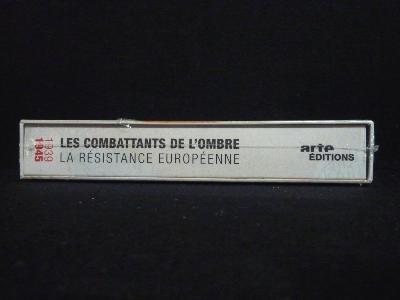 1939
1945
LES COMBATTANTS DE L'OMBRE
LA RÉSISTANCE EUROPÉENNE
arte
ÉDITIONS